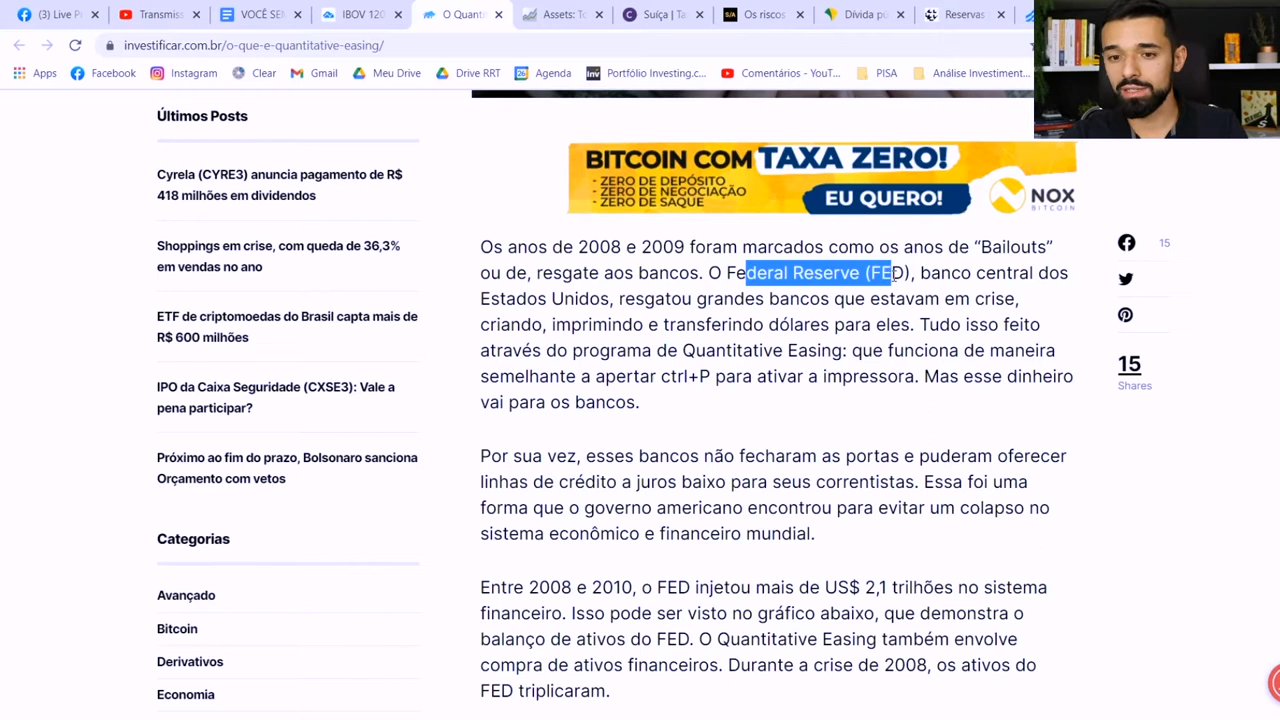 (3) Live P
Transmiss
VOCÊ SER
IBOV 120
O Quant
Assets: To
Suíça | Ta
Os riscos
Dívida pú
Reservas
investificar.com.br/o-que-e-quantitative-easing/
Apps
Facebook
Instagram
Clear
Gmail
Meu Drive
Drive RRT
Agenda
Portfólio Investing.c...
Comentários - YouT...
PISA
Análise Investiment...
Últimos Posts
Cyrela (CYRE3) anuncia pagamento de R$
418 milhões em dividendos
Shoppings em crise, com queda de 36,3%
em vendas no ano
ETF de criptomoedas do Brasil capta mais de
R$ 600 milhões
IPO da Caixa Seguridade (CXSE3): Vale a
pena participar?
Próximo ao fim do prazo, Bolsonaro sanciona
Orçamento com vetos
Categorias
Avançado
Bitcoin
Derivativos
Economia
BITCOIN COM TAXA ZERO!
- ZERO DE DEPÓSITO
- ZERO DE NEGOCIAÇÃO
- ZERO DE SAQUE
EU QUERO!
NOX
BITCOIN
Os anos de 2008 e 2009 foram marcados como os anos de “Bailouts”
ou de, resgate aos bancos. O Federal Reserve (FED), banco central dos
Estados Unidos, resgatou grandes bancos que estavam em crise,
criando, imprimindo e transferindo dólares para eles. Tudo isso feito
através do programa de Quantitative Easing: que funciona de maneira
semelhante a apertar ctrl+P para ativar a impressora. Mas esse dinheiro
vai para os bancos.
Por sua vez, esses bancos não fecharam as portas e puderam oferecer
linhas de crédito a juros baixo para seus correntistas. Essa foi uma
forma que o governo americano encontrou para evitar um colapso no
sistema econômico e financeiro mundial.
Entre 2008 e 2010, o FED injetou mais de US$ 2,1 trilhões no sistema
financeiro. Isso pode ser visto no gráfico abaixo, que demonstra o
balanço de ativos do FED. O Quantitative Easing também envolve
compra de ativos financeiros. Durante a crise de 2008, os ativos do
FED triplicaram.
15
15
Shares